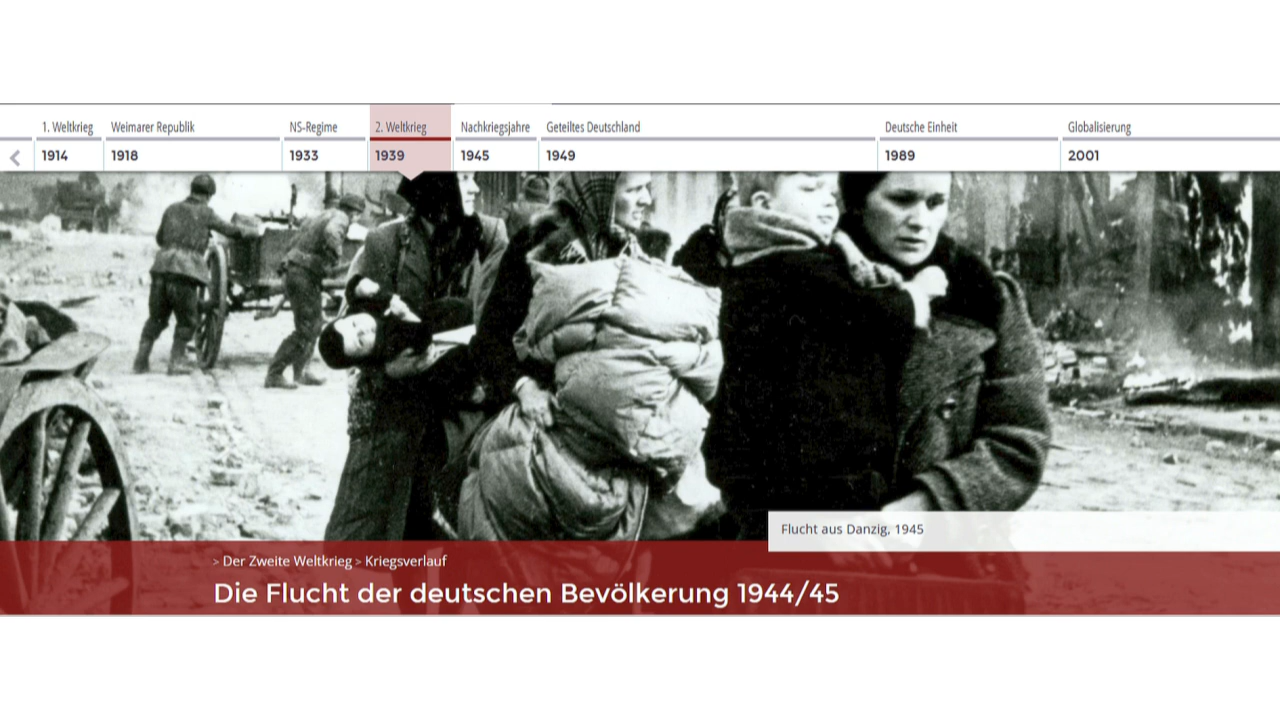 1. Weltkrieg Weimarer Republik NS-Regime 2. Weltkrieg Nachkriegsjahre Geteiltes Deutschland Deutsche Einheit Globalisierung
1914 1918 1933 1939 1945 1949 1989 2001
Flucht aus Danzig, 1945
> Der Zweite Weltkrieg > Kriegsverlauf
Die Flucht der deutschen Bevölkerung 1944/45